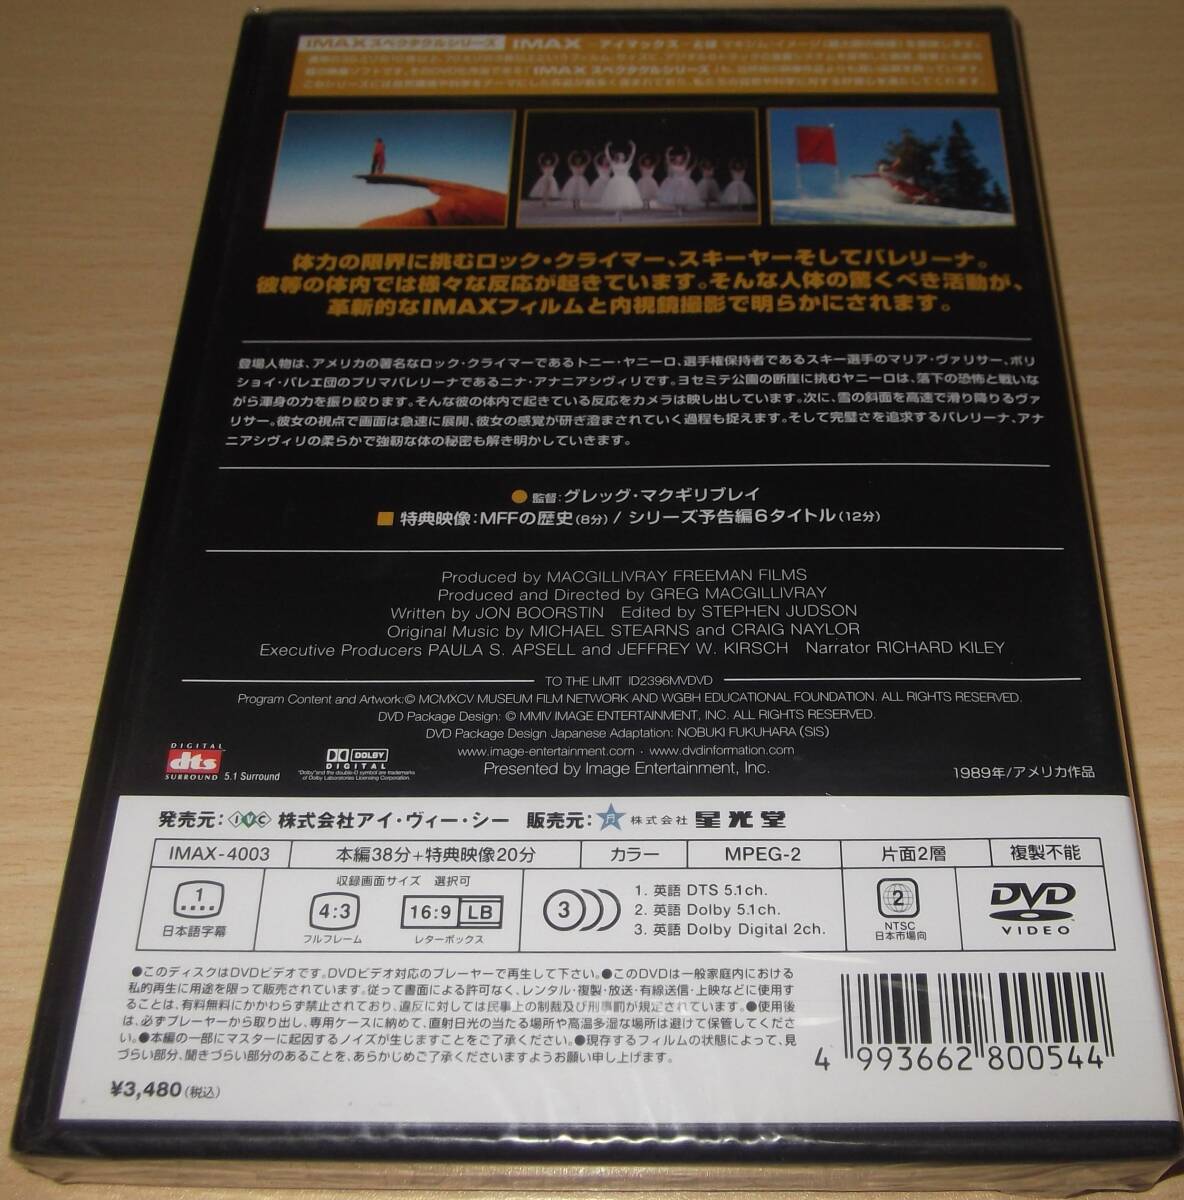 IMAXスペクタクルシリーズ IMAX －アイマックス－とは
体力の限界に挑むロック・クライマー、スキーヤーそしてバレリーナ。
彼等の体内では様々な反応が起きています。そんな人体の驚くべき活動が、
革新的なIMAXフィルムと内視鏡撮影で明らかにされます。
登場人物は、アメリカの著名なロック・クライマーであるトニー・ヤニーロ、選手権保持者であるスキー選手のマリア・ヴァリサー、ボリ
ショイ・バレエ団のプリマバレリーナであるニナ・アナニアシヴィリです。ヨセミテ公園の断崖に挑むヤニーロは、落下の恐怖と戦いな
がら渾身の力を振り絞ります。そんな彼の体内で起きている反応をカメラは映し出しています。次に、雪の斜面を高速で滑り降りるヴァ
リサー。彼女の視点で画面は急速に展開、彼女の感覚が研ぎ澄まされていく過程も捉えます。そして完璧さを追求するバレリーナ、アナ
ニアシヴィリの柔らかで強靭な体の秘密も解き明かしていきます。
●監督:グレッグ・マクギリブレイ
■特典映像:MFFの歴史(8分) / シリーズ予告編6タイトル(12分)
Produced by MACGILLIVRAY FREEMAN FILMS
Produced and Directed by GREG MACGILLIVRAY
Written by JON BOORSTIN Edited by STEPHEN JUDSON
Original Music by MICHAEL STEARNS and CRAIG NAYLOR
Executive Producers PAULA S. APSELL and JEFFREY W. KIRSCH Narrator RICHARD KILEY
TO THE LIMIT ID2396MVDVD
Program Content and Artwork:© MCMXCV MUSEUM FILM NETWORK AND WGBH EDUCATIONAL FOUNDATION. ALL RIGHTS RESERVED.
DVD Package Design: © MMIV IMAGE ENTERTAINMENT, INC. ALL RIGHTS RESERVED.
DVD Package Design Japanese Adaptation: NOBUKI FUKUHARA (SIS)
www.image-entertainment.com · www.dvdinformation.com
Presented by Image Entertainment, Inc.
DIGITAL dts SURROUND 5.1 Surround
DOLBY DIGITAL
"Dolby"and the double-D symbol are trademarks
of Dolby Laboratories Licensing Corporation.
1989年/アメリカ作品
発売元: IVC 株式会社アイ・ヴィー・シー 販売元: 株式会社 星光堂
IMAX-4003 本編38分+特典映像20分 カラー MPEG-2 片面2層 複製不能
1 日本語字幕
収録画面サイズ 選択可
4:3 フルフレーム
16:9 LB レターボックス
3
1. 英語 DTS 5.1ch.
2. 英語 Dolby 5.1ch.
3. 英語 Dolby Digital 2ch.
2 NTSC 日本市場向
DVD VIDEO
●このディスクはDVDビデオです。DVDビデオ対応のプレーヤーで再生して下さい。●このDVDは一般家庭内における
私的再生に用途を限って販売されています。従って書面による許可なく、レンタル・複製・放送・有線送信・上映などに使用す
ることは、有料無料にかかわらず禁止されており、違反に対しては民事上の制裁及び刑事罰が規定されています。●使用後
は、必ずプレーヤーから取り出し、専用ケースに納めて、直射日光の当たる場所や高温多湿な場所は避けて保管してくださ
い。●本編の一部にマスターに起因するノイズが生じますことをご了承ください。●現存するフィルムの状態によって、見
づらい部分、聞きづらい部分のあることを、あらかじめご了承くださいますようお願い申し上げます。
¥3,480(税込)
4 993662 800544